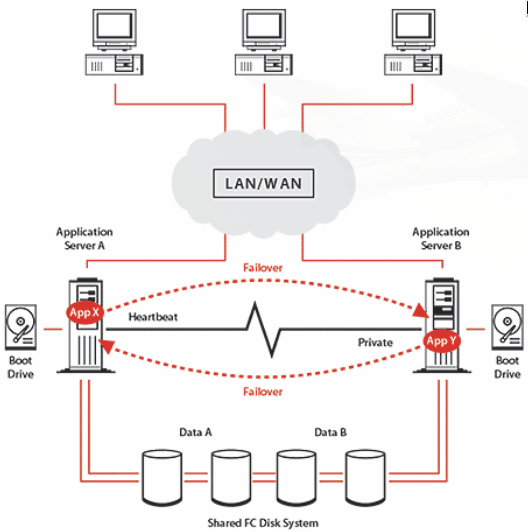 LAN/WAN
Application
Server A
Application
Server B
Failover
App X
Heartbeat
Private
App Y
Boot
Drive
Boot
Drive
Failover
Data A
Data B
Shared FC Disk System